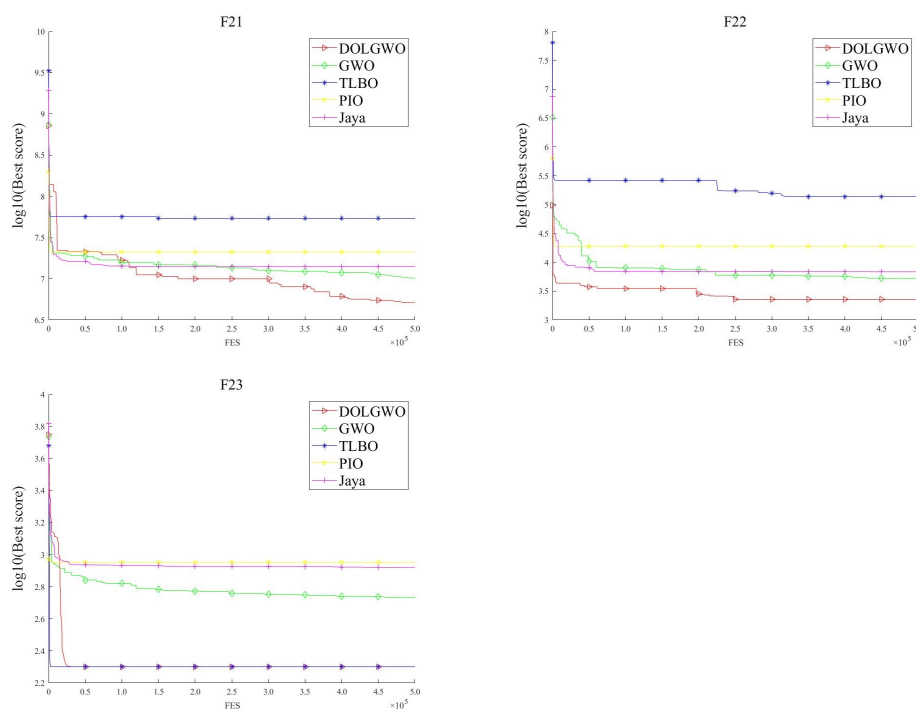 F21
10
9.5
9
8.5
8
7.5
7
6.5
log10(Best score)
DOLGWO
GWO
TLBO
PIO
Jaya
0
0.5
1.0
1.5
2.0
2.5
3.0
3.5
4.0
4.5
5.0
FES
×10⁵
F22
8
7.5
7
6.5
6
5.5
5
4.5
4
3.5
3
log10(Best score)
DOLGWO
GWO
TLBO
PIO
Jaya
0
0.5
1.0
1.5
2.0
2.5
3.0
3.5
4.0
4.5
5.0
FES
×10⁵
F23
4
3.8
3.6
3.4
3.2
3
2.8
2.6
2.4
2.2
log10(Best score)
DOLGWO
GWO
TLBO
PIO
Jaya
0
0.5
1.0
1.5
2.0
2.5
3.0
3.5
4.0
4.5
5.0
FES
×10⁵